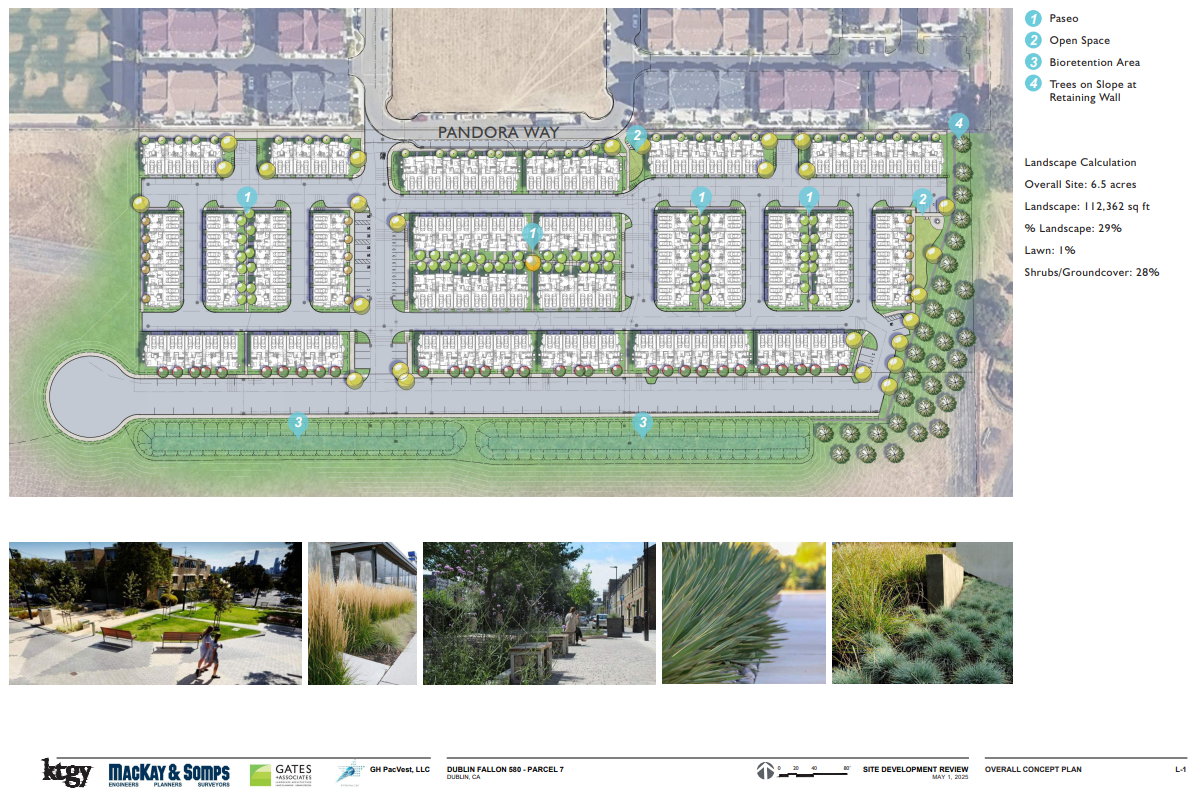 PANDORA WAY
1
1
1
1
2
2
3
3
4
1 Paseo
2 Open Space
3 Bioretention Area
4 Trees on Slope at
Retaining Wall
Landscape Calculation
Overall Site: 6.5 acres
Landscape: 112,362 sq ft
% Landscape: 29%
Lawn: 1%
Shrubs/Groundcover: 28%
ktgy
MACKAY & SOMPS
ENGINEERS PLANNERS SURVEYORS
GATES
+ASSOCIATES
GH PacVest, LLC
DUBLIN FALLON 580 - PARCEL 7
DUBLIN, CA
0 20 40 80'
SITE DEVELOPMENT REVIEW
MAY 1, 2025
OVERALL CONCEPT PLAN
L-1